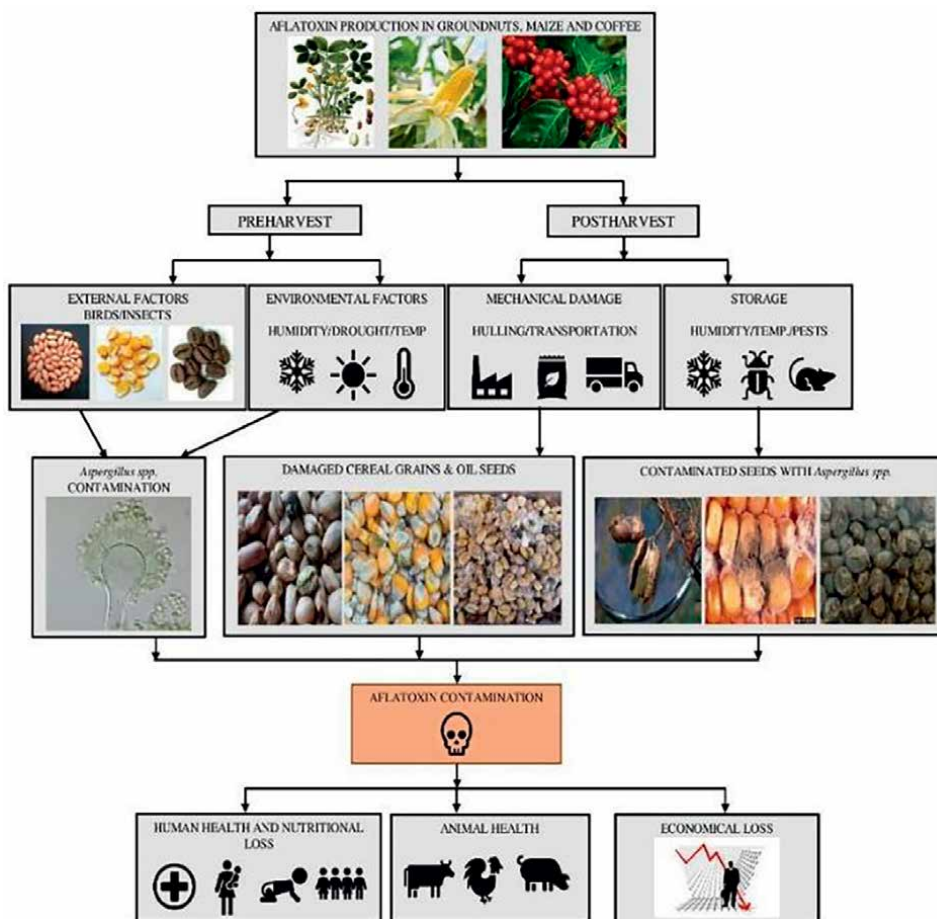 AFLATOXIN PRODUCTION IN GROUNDNUTS, MAIZE AND COFFEE
PREHARVEST
POSTHARVEST
EXTERNAL FACTORS
BIRDS/INSECTS
ENVIRONMENTAL FACTORS
HUMIDITY/DROUGHT/TEMP
MECHANICAL DAMAGE
HULLING/TRANSPORTATION
STORAGE
HUMIDITY/TEMP./PESTS
Aspergillus spp.
CONTAMINATION
DAMAGED CEREAL GRAINS & OIL SEEDS
CONTAMINATED SEEDS WITH Aspergillus spp.
AFLATOXIN CONTAMINATION
HUMAN HEALTH AND NUTRITIONAL
LOSS
ANIMAL HEALTH
ECONOMICAL LOSS